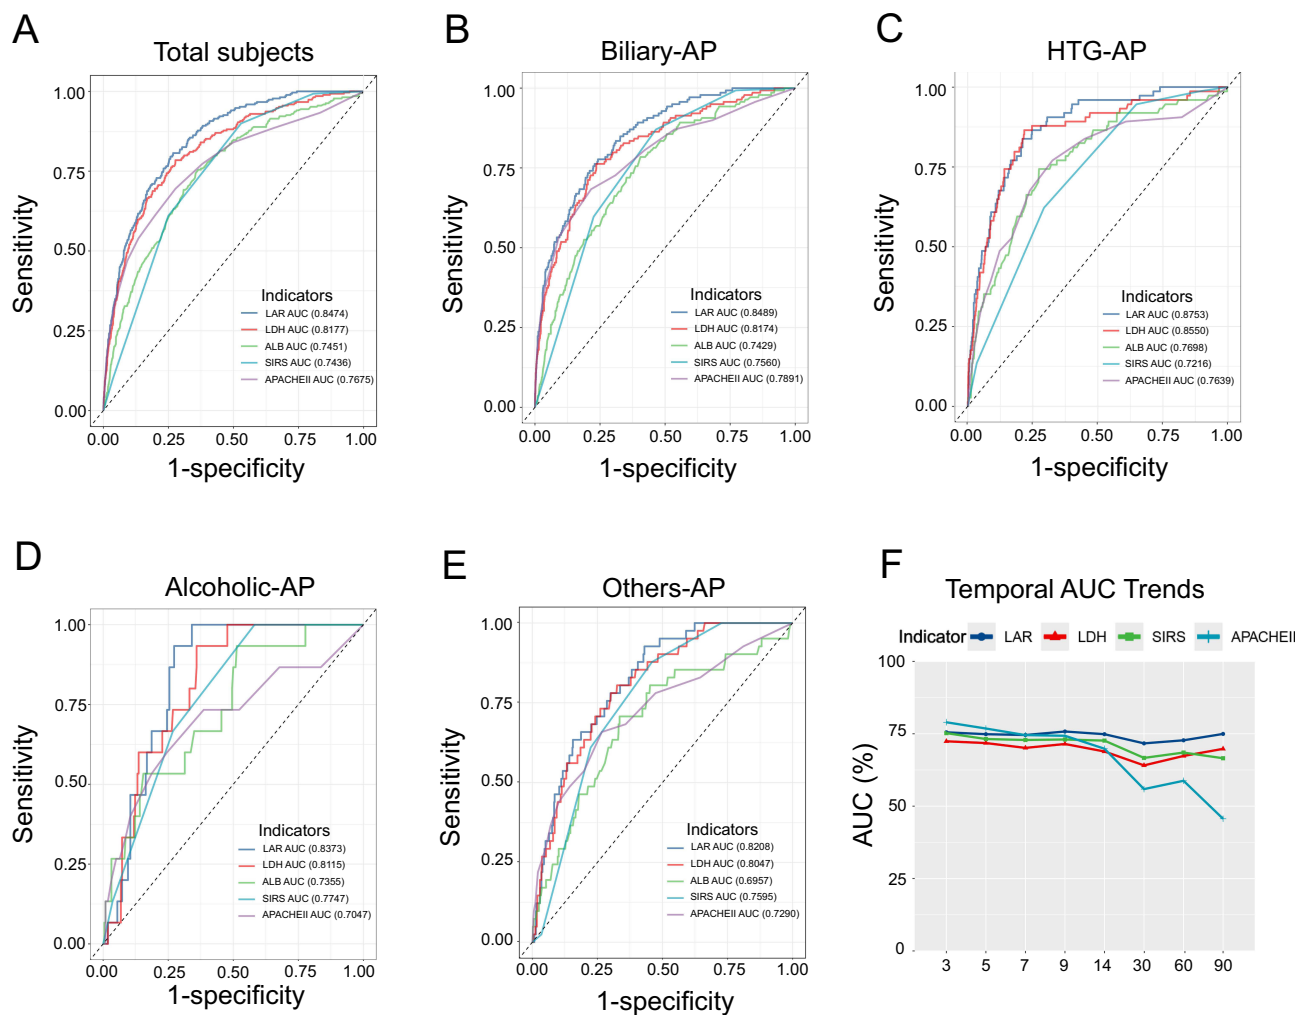 A
Total subjects
Sensitivity
1.00
0.75
0.50
0.25
0.00
Indicators
LAR AUC (0.8474)
LDH AUC (0.8177)
ALB AUC (0.7451)
SIRS AUC (0.7436)
APACHEII AUC (0.7675)
0.00 0.25 0.50 0.75 1.00
1-specificity
B
Biliary-AP
Sensitivity
1.00
0.75
0.50
0.25
0.00
Indicators
LAR AUC (0.8489)
LDH AUC (0.8174)
ALB AUC (0.7429)
SIRS AUC (0.7560)
APACHEII AUC (0.7891)
0.00 0.25 0.50 0.75 1.00
1-specificity
C
HTG-AP
Sensitivity
1.00
0.75
0.50
0.25
0.00
Indicators
LAR AUC (0.8753)
LDH AUC (0.8550)
ALB AUC (0.7698)
SIRS AUC (0.7216)
APACHEII AUC (0.7639)
0.00 0.25 0.50 0.75 1.00
1-specificity
D
Alcoholic-AP
Sensitivity
1.00
0.75
0.50
0.25
0.00
Indicators
LAR AUC (0.8373)
LDH AUC (0.8115)
ALB AUC (0.7355)
SIRS AUC (0.7747)
APACHEII AUC (0.7047)
0.00 0.25 0.50 0.75 1.00
1-specificity
E
Others-AP
Sensitivity
1.00
0.75
0.50
0.25
0.00
Indicators
LAR AUC (0.8208)
LDH AUC (0.8047)
ALB AUC (0.6957)
SIRS AUC (0.7595)
APACHEII AUC (0.7290)
0.00 0.25 0.50 0.75 1.00
1-specificity
F
Temporal AUC Trends
Indicator LAR LDH SIRS APACHEII
AUC (%)
100
75
50
25
0
3 5 7 9 14 30 60 90